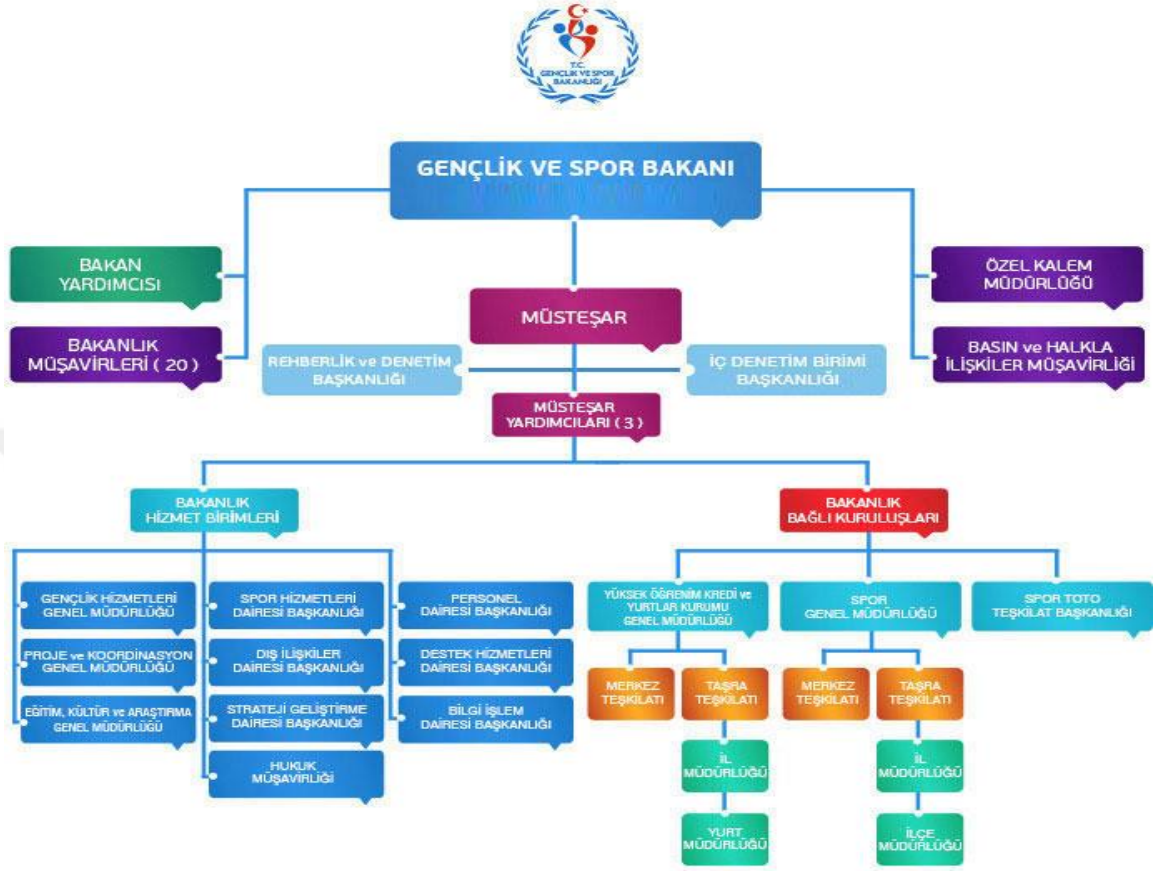 T.C.
GENÇLİK VE SPOR
BAKANLIĞI
GENÇLİK VE SPOR BAKANI
BAKAN
YARDIMCISI
BAKANLIK
MÜŞAVİRLERİ ( 20 )
ÖZEL KALEM
MÜDÜRLÜĞÜ
BASIN ve HALKLA
İLİŞKİLER MÜŞAVİRLİĞİ
MÜSTEŞAR
REHBERLİK ve DENETİM
BAŞKANLIĞI
İÇ DENETİM BİRİMİ
BAŞKANLIĞI
MÜSTEŞAR
YARDIMCILARI ( 3 )
BAKANLIK
HİZMET BİRİMLERİ
BAKANLIK
BAĞLI KURULUŞLARI
GENÇLİK HİZMETLERİ
GENEL MÜDÜRLÜĞÜ
PROJE ve KOORDİNASYON
GENEL MÜDÜRLÜĞÜ
EĞİTİM, KÜLTÜR ve ARAŞTIRMA
GENEL MÜDÜRLÜĞÜ
SPOR HİZMETLERİ
DAİRESİ BAŞKANLIĞI
DIŞ İLİŞKİLER
DAİRESİ BAŞKANLIĞI
STRATEJİ GELİŞTİRME
DAİRESİ BAŞKANLIĞI
HUKUK
MÜŞAVİRLİĞİ
PERSONEL
DAİRESİ BAŞKANLIĞI
DESTEK HİZMETLERİ
DAİRESİ BAŞKANLIĞI
BİLGİ İŞLEM
DAİRESİ BAŞKANLIĞI
YÜKSEK ÖĞRENİM KREDİ ve
YURTLAR KURUMU
GENEL MÜDÜRLÜĞÜ
SPOR
GENEL MÜDÜRLÜĞÜ
SPOR TOTO
TEŞKİLAT BAŞKANLIĞI
MERKEZ
TEŞKİLATI
TAŞRA
TEŞKİLATI
MERKEZ
TEŞKİLATI
TAŞRA
TEŞKİLATI
İL
MÜDÜRLÜĞÜ
İL
MÜDÜRLÜĞÜ
YURT
MÜDÜRLÜĞÜ
İLÇE
MÜDÜRLÜĞÜ